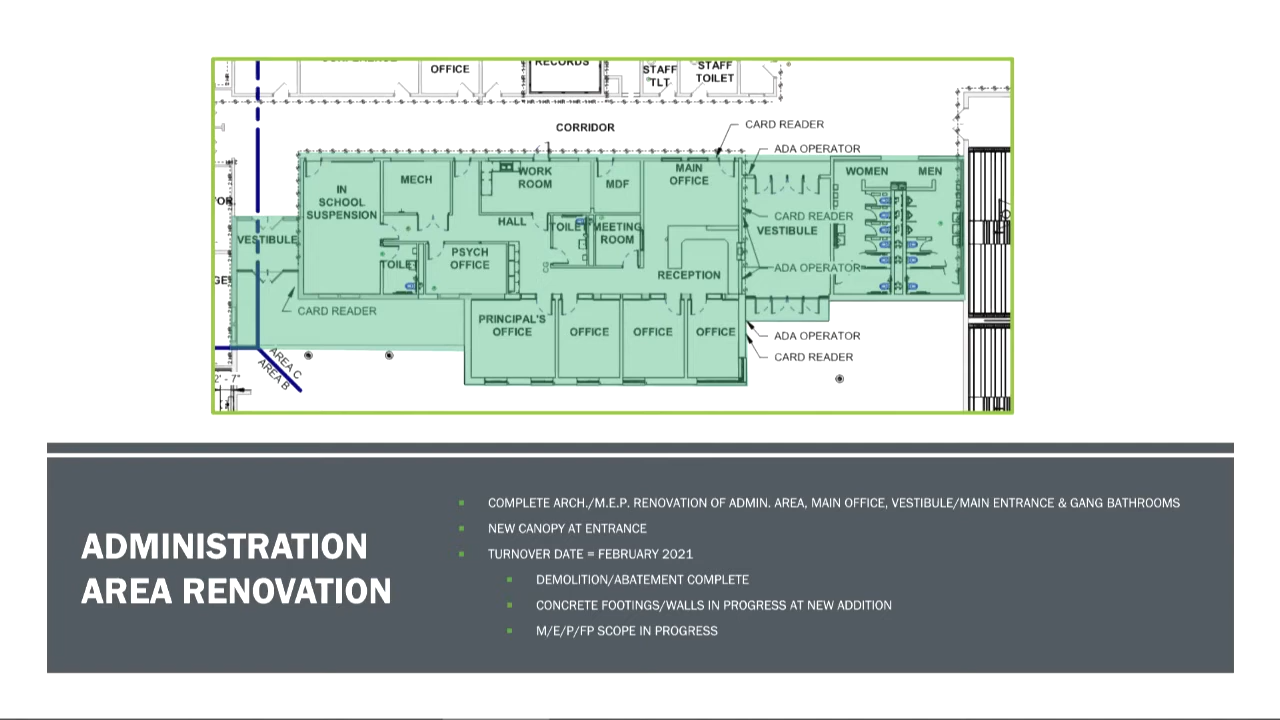 CONFERENCE
OFFICE
RECORDS
STAFF
TLT
STAFF
TOILET
CORRIDOR
CARD READER
ADA OPERATOR
IN
SCHOOL
SUSPENSION
MECH
WORK
ROOM
MDF
MAIN
OFFICE
WOMEN
MEN
HALL
TOILET
MEETING
ROOM
CARD READER
VESTIBULE
VESTIBULE
TOILET
PSYCH
OFFICE
RECEPTION
ADA OPERATOR
CARD READER
PRINCIPAL'S
OFFICE
OFFICE
OFFICE
OFFICE
ADA OPERATOR
CARD READER
AREA C
AREA B
2' - 7"
ADMINISTRATION
AREA RENOVATION
COMPLETE ARCH./M.E.P. RENOVATION OF ADMIN. AREA, MAIN OFFICE, VESTIBULE/MAIN ENTRANCE & GANG BATHROOMS
NEW CANOPY AT ENTRANCE
TURNOVER DATE = FEBRUARY 2021
DEMOLITION/ABATEMENT COMPLETE
CONCRETE FOOTINGS/WALLS IN PROGRESS AT NEW ADDITION
M/E/P/FP SCOPE IN PROGRESS